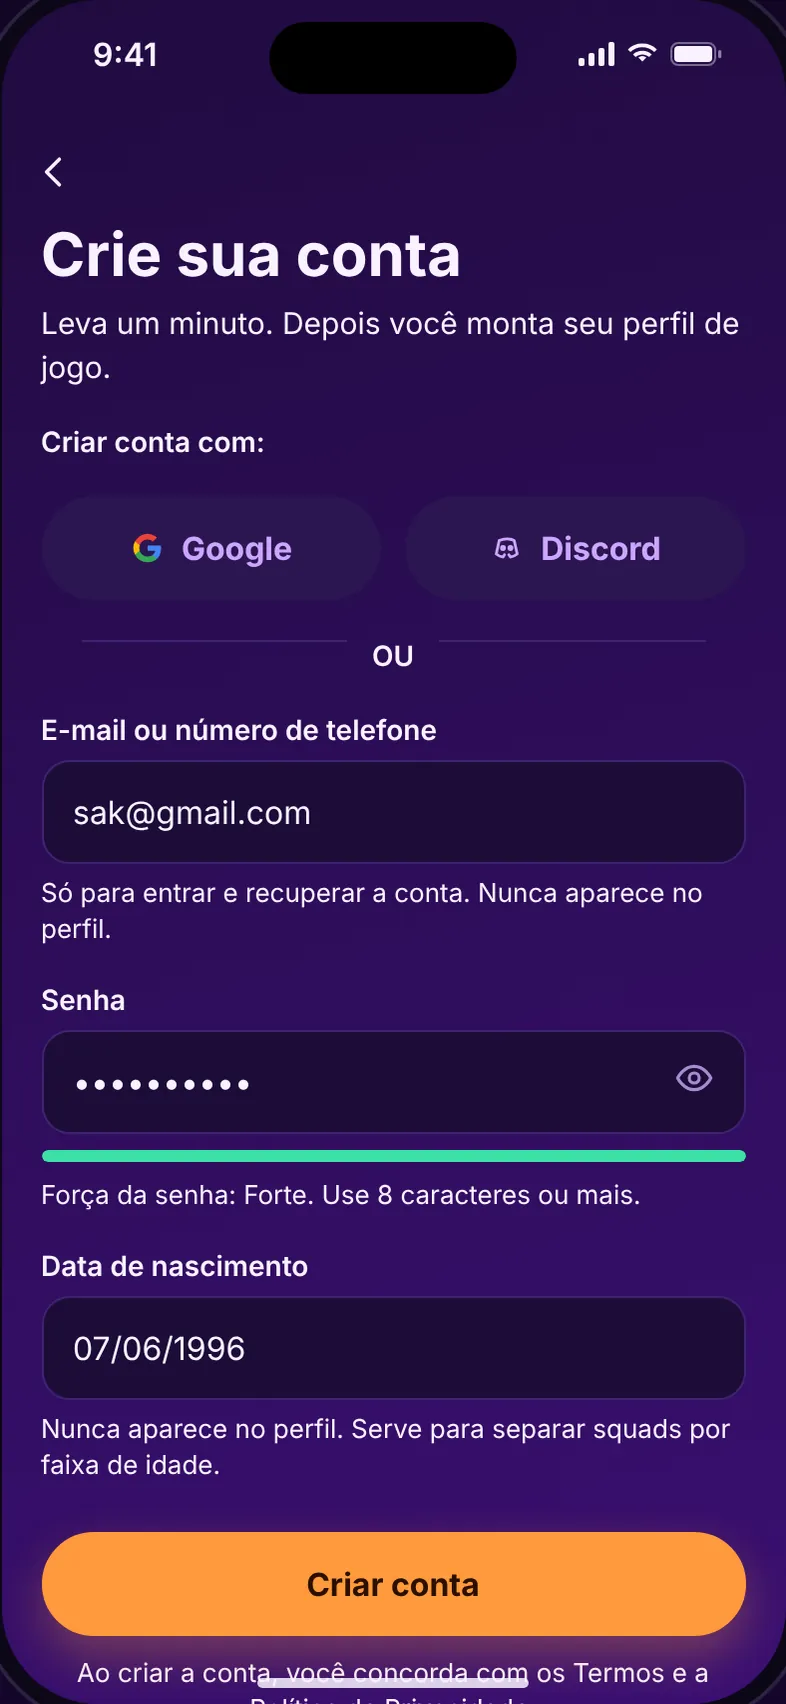 9:41
Crie sua conta
Leva um minuto. Depois você monta seu perfil de
jogo.
Criar conta com:
Google
Discord
OU
E-mail ou número de telefone
sak@gmail.com
Só para entrar e recuperar a conta. Nunca aparece no
perfil.
Senha
••••••••••
Força da senha: Forte. Use 8 caracteres ou mais.
Data de nascimento
07/06/1996
Nunca aparece no perfil. Serve para separar squads por
faixa de idade.
Criar conta
Ao criar a conta, você concorda com os Termos e a
Política de Privacidade